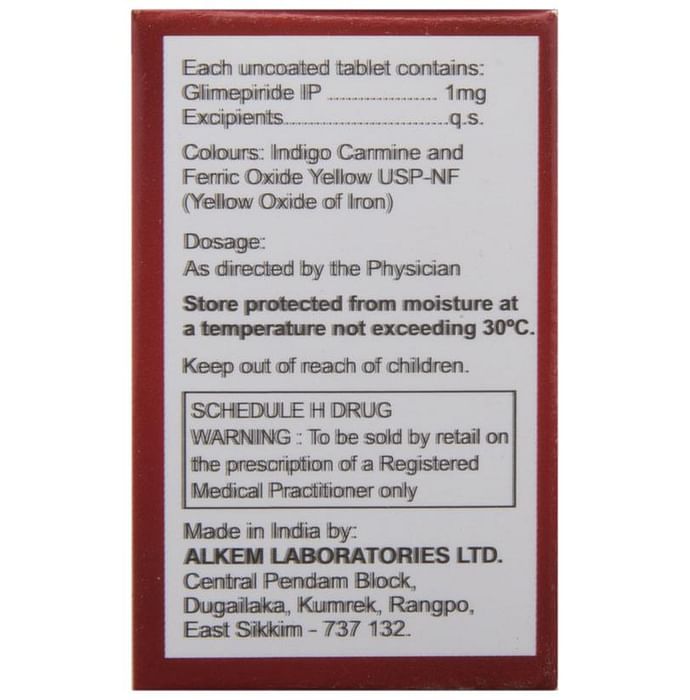 Each uncoated tablet contains:
Glimepiride IP ...................... 1mg
Excipients.................................q.s.
Colours: Indigo Carmine and
Ferric Oxide Yellow USP-NF
(Yellow Oxide of Iron)
Dosage:
As directed by the Physician
Store protected from moisture at
a temperature not exceeding 30ºC.
Keep out of reach of children.
SCHEDULE H DRUG
WARNING : To be sold by retail on
the prescription of a Registered
Medical Practitioner only
Made in India by:
ALKEM LABORATORIES LTD.
Central Pendam Block,
Dugailaka, Kumrek, Rangpo,
East Sikkim - 737 132.